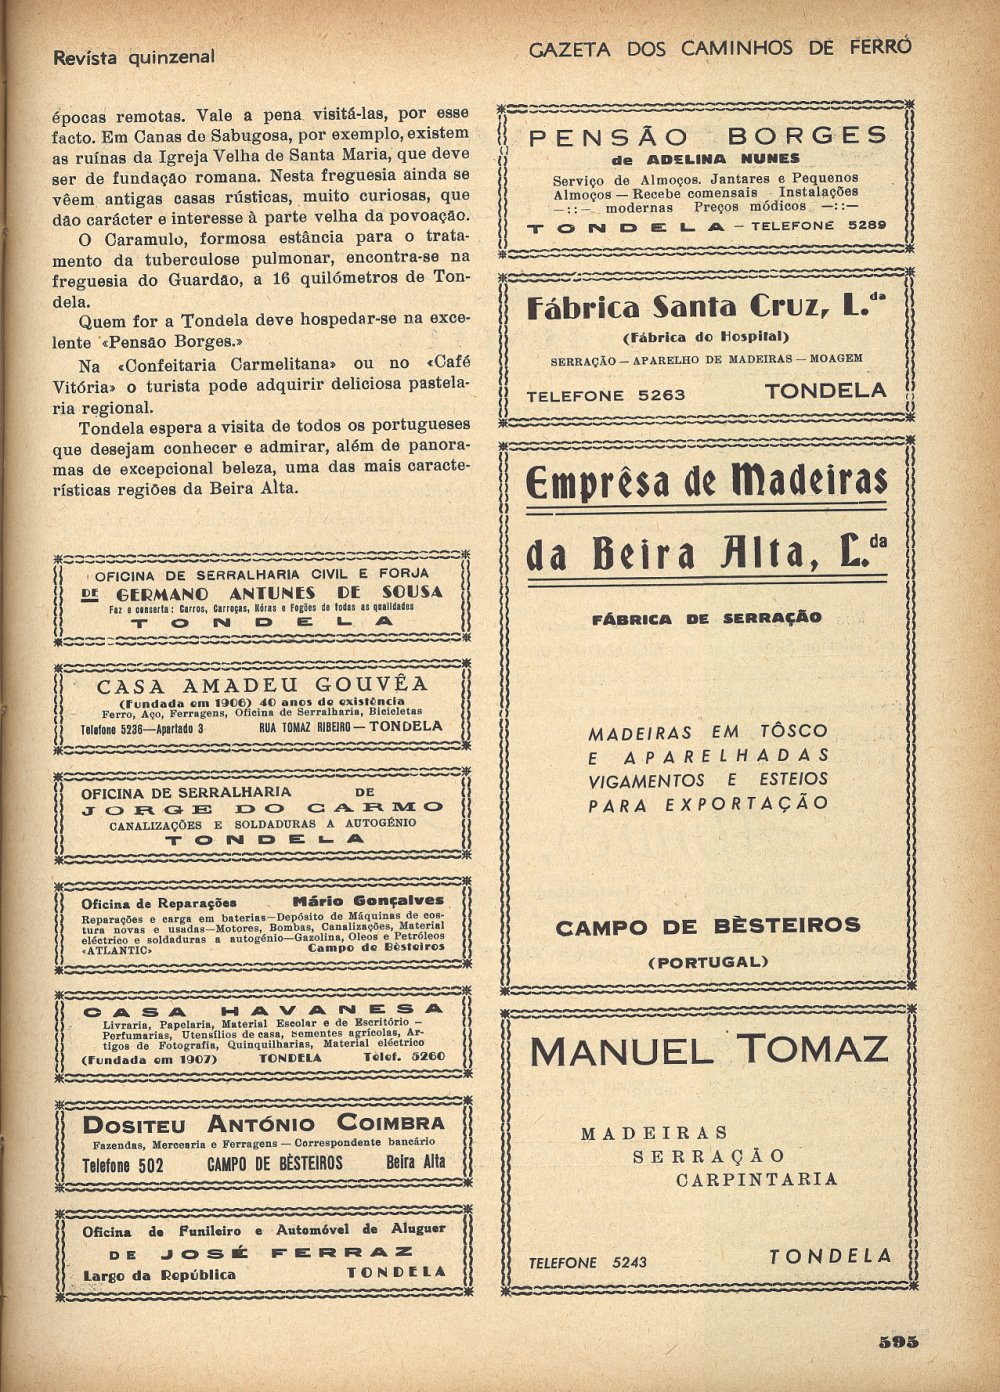 Revista quinzenal
GAZETA DOS CAMINHOS DE FERRO
épocas remotas. Vale a pena visitá-las, por esse
facto. Em Canas de Sabugosa, por exemplo, existem
as ruínas da Igreja Velha de Santa Maria, que deve
ser de fundação romana. Nesta freguesia ainda se
vêem antigas casas rústicas, muito curiosas, que
dão carácter e interesse à parte velha da povoação.
O Caramulo, formosa estância para o trata-
mento da tuberculose pulmonar, encontra-se na
freguesia do Guardão, a 16 quilómetros de Ton-
dela.
Quem for a Tondela deve hospedar-se na exce-
lente «Pensão Borges.»
Na «Confeitaria Carmelitana» ou no «Café
Vitória» o turista pode adquirir deliciosa pastela-
ria regional.
Tondela espera a visita de todos os portugueses
que desejam conhecer e admirar, além de panora-
mas de excepcional beleza, uma das mais caracte-
rísticas regiões da Beira Alta.
OFICINA DE SERRALHARIA CIVIL E FORJA
DE GERMANO ANTUNES DE SOUSA
Faz e conserta: Carros, Carroças, Nóras e Fogões de todas as qualidades
TONDELA
CASA AMADEU GOUVÊA
(Fundada em 1906) 40 anos de existência
Ferro, Aço, Ferragens, Oficina de Serralharia, Bicicletas
Telefone 5236—Apartado 3 RUA TOMAZ RIBEIRO — TONDELA
OFICINA DE SERRALHARIA DE
JORGE DO CARMO
CANALIZAÇÕES E SOLDADURAS A AUTOGÉNIO
TONDELA
Oficina de Reparações Mário Gonçalves
Reparações e carga em baterias—Depósito de Máquinas de cos-
tura novas e usadas—Motores, Bombas, Canalizações, Material
eléctrico e soldaduras a autogénio—Gazolina, Oleos e Petróleos
«ATLANTIC» Campo de Bèsteiros
CASA HAVANESA
Livraria, Papelaria, Material Escolar e de Escritório —
Perfumarias, Utensílios de casa, Sementes agrícolas, Ar-
tigos de Fotografia, Quinquilharias, Material eléctrico
(Fundada em 1907) TONDELA Telef. 5260
DOSITEU ANTÓNIO COIMBRA
Fazendas, Mercearia e Ferragens — Correspondente bancário
Telefone 502 CAMPO DE BÈSTEIROS Beira Alta
Oficina de Funileiro e Automóvel de Aluguer
DE JOSÉ FERRAZ
Largo da República TONDELA
PENSÃO BORGES
de ADELINA NUNES
Serviço de Almoços. Jantares e Pequenos
Almoços — Recebe comensais Instalações
—::— modernas Preços módicos —::—
TONDELA — TELEFONE 5289
Fábrica Santa Cruz, L.da
(Fábrica do Hospital)
SERRAÇÃO — APARELHO DE MADEIRAS — MOAGEM
TELEFONE 5263 TONDELA
Emprêsa de Madeiras
da Beira Alta, L.da
FÁBRICA DE SERRAÇÃO
MADEIRAS EM TÔSCO
E APARELHADAS
VIGAMENTOS E ESTEIOS
PARA EXPORTAÇÃO
CAMPO DE BÈSTEIROS
(PORTUGAL)
MANUEL TOMAZ
MADEIRAS
SERRAÇÃO
CARPINTARIA
TELEFONE 5243 TONDELA
595